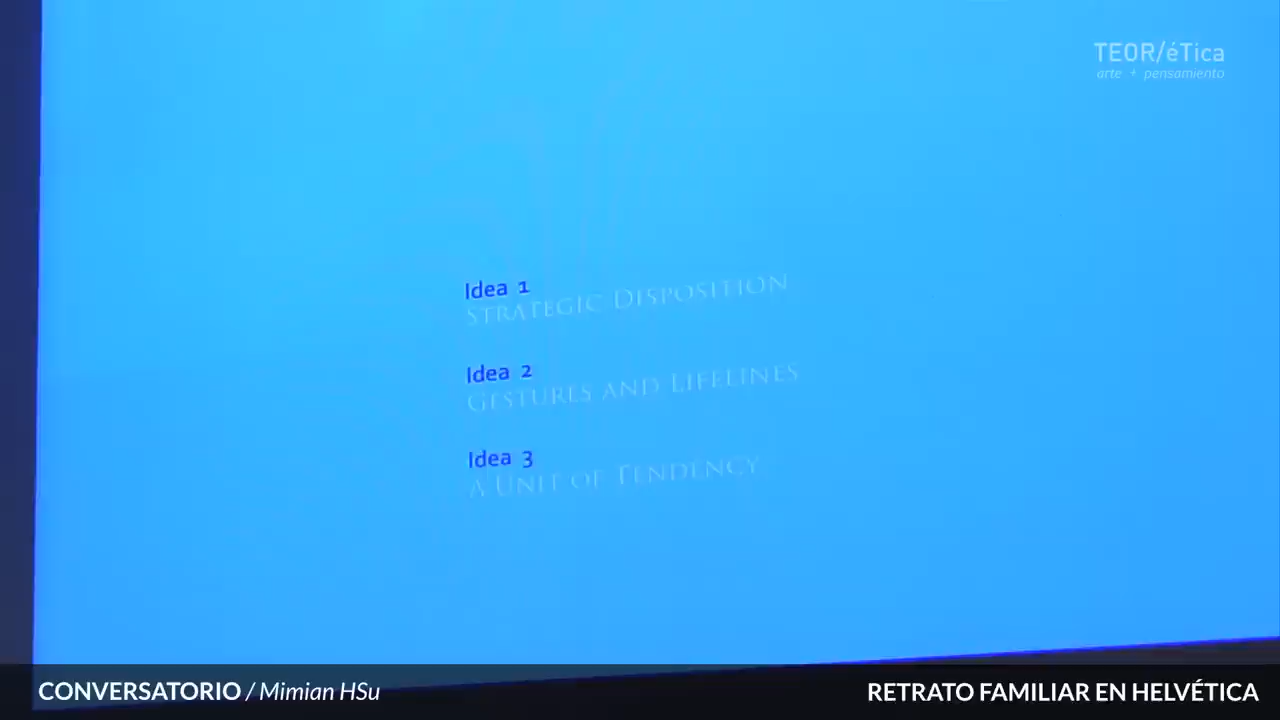 TEOR/éTica
arte + pensamiento
Idea 1
STRATEGIC DISPOSITION
Idea 2
GESTURES AND LIFELINES
Idea 3
A UNIT OF TENDENCY
CONVERSATORIO / Mimian HSu
RETRATO FAMILIAR EN HELVÉTICA